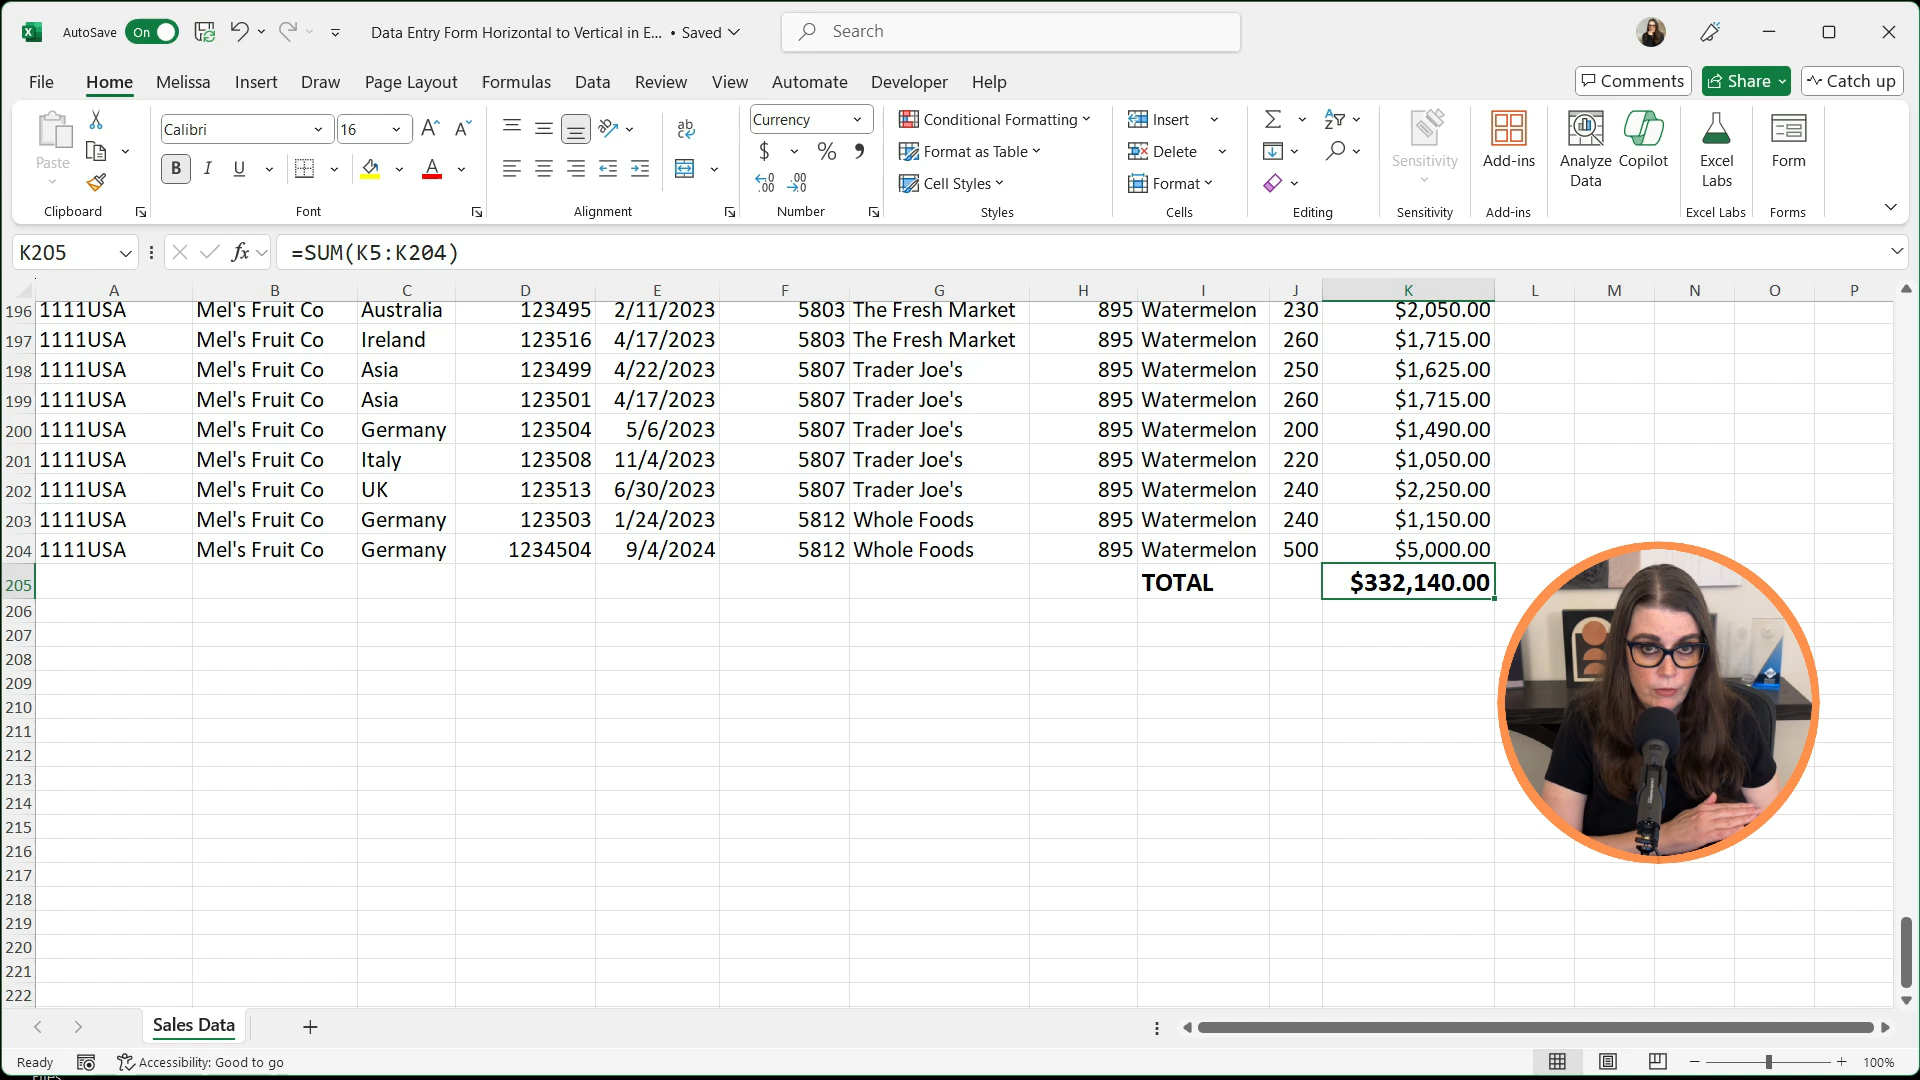 AutoSave On Data Entry Form Horizontal to Vertical in E... • Saved Search
File Home Melissa Insert Draw Page Layout Formulas Data Review View Automate Developer Help Comments Share Catch up
Paste
Clipboard
Calibri 16
B I U A
Font
ab
Alignment
Currency
$ % 9
.00
Number
Conditional Formatting
Format as Table
Cell Styles
Styles
Insert
Delete
Format
Cells
Editing
Sensitivity
Sensitivity
Add-ins
Add-ins
Analyze Data
Copilot
Excel Labs
Excel Labs
Form
Forms
K205 fx =SUM(K5:K204)
A B C D E F G H I J K L M N O P
196 1111USA Mel's Fruit Co Australia 123495 2/11/2023 5803 The Fresh Market 895 Watermelon 230 $2,050.00
197 1111USA Mel's Fruit Co Ireland 123516 4/17/2023 5803 The Fresh Market 895 Watermelon 260 $1,715.00
198 1111USA Mel's Fruit Co Asia 123499 4/22/2023 5807 Trader Joe's 895 Watermelon 250 $1,625.00
199 1111USA Mel's Fruit Co Asia 123501 4/17/2023 5807 Trader Joe's 895 Watermelon 260 $1,715.00
200 1111USA Mel's Fruit Co Germany 123504 5/6/2023 5807 Trader Joe's 895 Watermelon 200 $1,490.00
201 1111USA Mel's Fruit Co Italy 123508 11/4/2023 5807 Trader Joe's 895 Watermelon 220 $1,050.00
202 1111USA Mel's Fruit Co UK 123513 6/30/2023 5807 Trader Joe's 895 Watermelon 240 $2,250.00
203 1111USA Mel's Fruit Co Germany 123503 1/24/2023 5812 Whole Foods 895 Watermelon 240 $1,150.00
204 1111USA Mel's Fruit Co Germany 1234504 9/4/2024 5812 Whole Foods 895 Watermelon 500 $5,000.00
205 TOTAL $332,140.00
206
207
208
209
210
211
212
213
214
215
216
217
218
219
220
221
222
Sales Data
Ready Accessibility: Good to go 100%